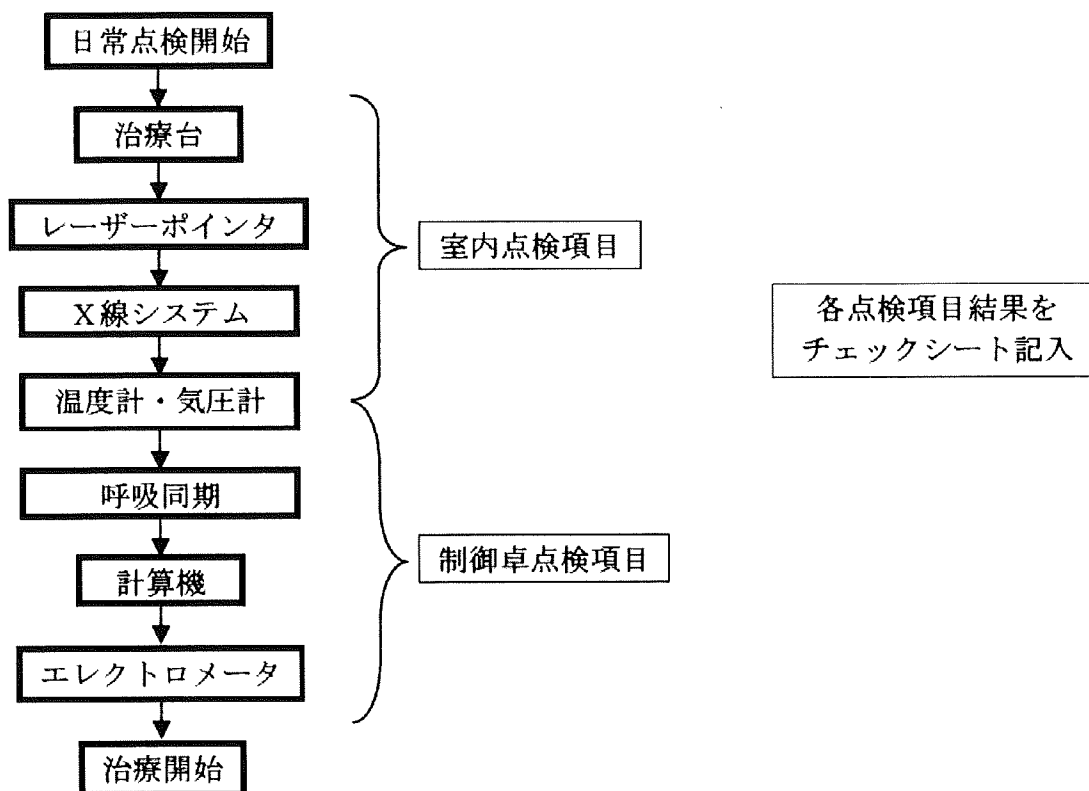 日常点検開始
治療台
レーザーポインタ
室内点検項目
X線システム
各点検項目結果を
チェックシート記入
温度計・気圧計
呼吸同期
制御卓点検項目
計算機
エレクトロメータ
治療開始